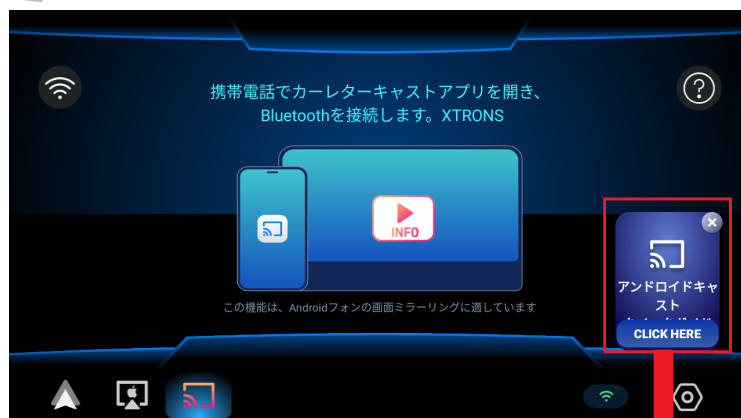 携帯電話でカーレターキャストアプリを開き、
Bluetoothを接続します。XTRONS
INFO
この機能は、Androidフォンの画面ミラーリングに適しています
アンドロイドキャ
スト
CLICK HERE